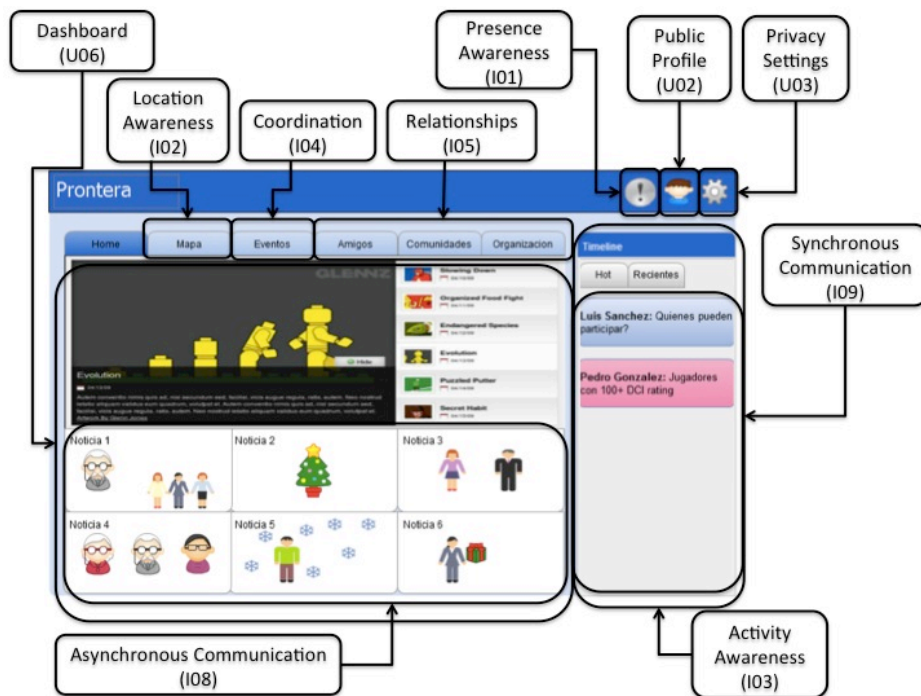 Dashboard
(U06)
Presence
Awareness
(I01)
Public
Profile
(U02)
Privacy
Settings
(U03)
Location
Awareness
(I02)
Coordination
(I04)
Relationships
(I05)
Prontera
Home
Mapa
Eventos
Amigos
Comunidades
Organizacion
Timeline
Hot
Recientes
Luis Sanchez: Quienes pueden
participar?
Pedro Gonzalez: Jugadores
con 100+ DCI rating
Synchronous
Communication
(I09)
GLENNZ
Slowing Down
Organized Food Fight
Endangered Species
Evolution
Puzzled Putter
Secret Habit
Hide
Evolution
Noticia 1
Noticia 2
Noticia 3
Noticia 4
Noticia 5
Noticia 6
Asynchronous Communication
(I08)
Activity
Awareness
(I03)